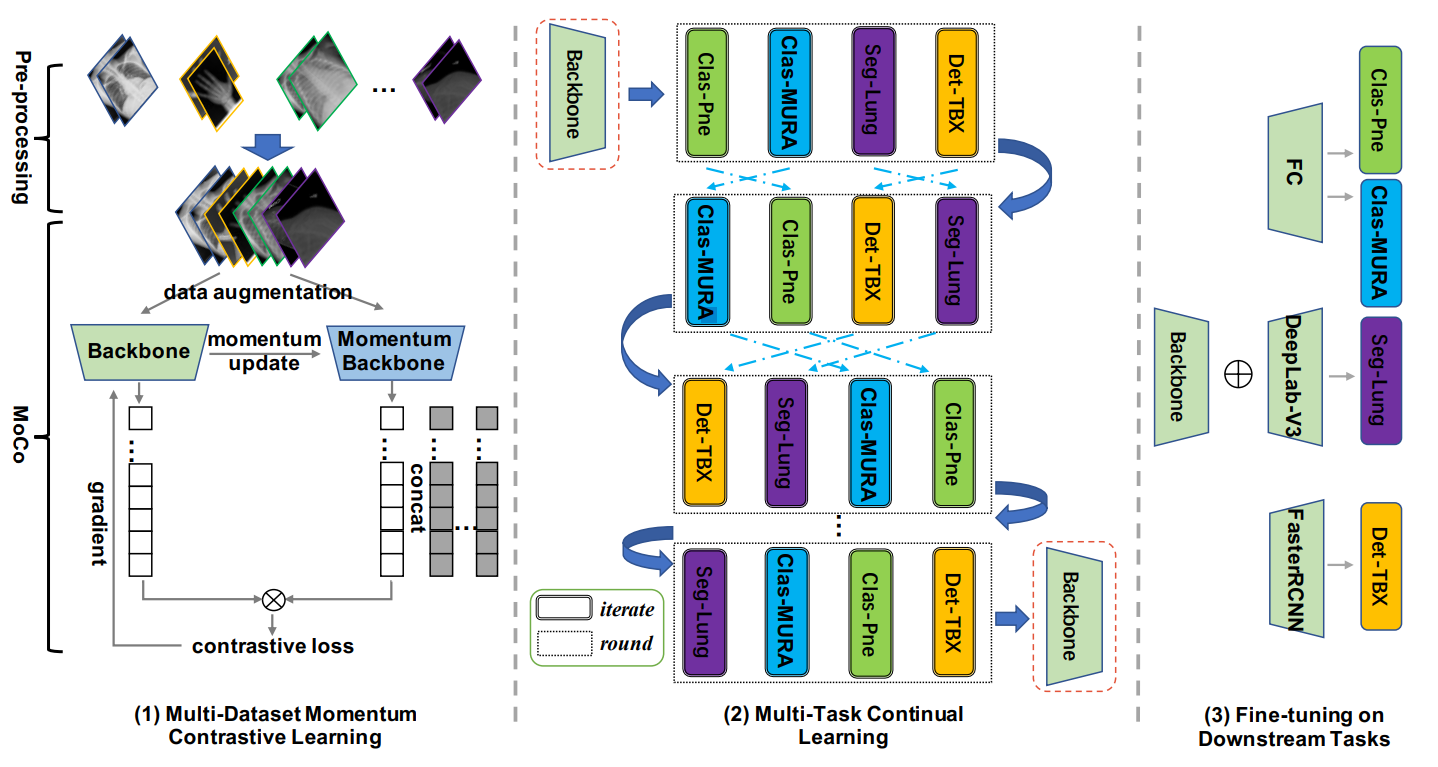 Pre-processing
...
data augmentation
Backbone
momentum
update
Momentum
Backbone
MoCo
...
...
...
...
gradient
concat
...
contrastive loss
(1) Multi-Dataset Momentum
Contrastive Learning
Backbone
Clas-Pne
Clas-MURA
Seg-Lung
Det-TBX
Clas-MURA
Clas-Pne
Det-TBX
Seg-Lung
Det-TBX
Seg-Lung
Clas-MURA
Clas-Pne
...
Seg-Lung
Clas-MURA
Clas-Pne
Det-TBX
Backbone
iterate
round
(2) Multi-Task Continual
Learning
Backbone
FC
Clas-Pne
Clas-MURA
DeepLab-V3
Seg-Lung
FasterRCNN
Det-TBX
(3) Fine-tuning on
Downstream Tasks